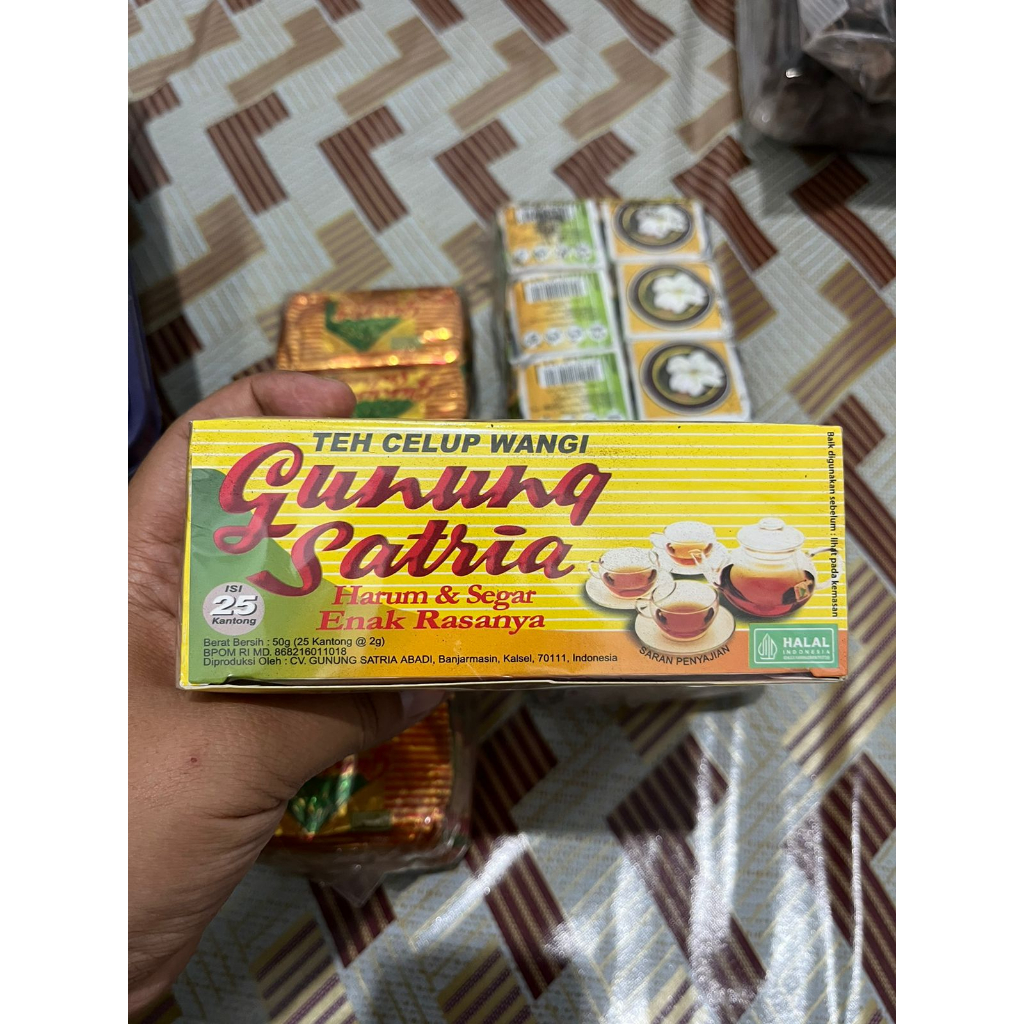 TEH CELUP WANGI
Gunung
Satria
Harum & Segar
Enak Rasanya
ISI
25
Kantong
Berat Bersih : 50g (25 Kantong @ 2g)
BPOM RI MD. 868216011018
Diproduksi Oleh : CV. GUNUNG SATRIA ABADI, Banjarmasin, Kalsel, 70111, Indonesia
SARAN PENYAJIAN
HALAL
INDONESIA
Baik digunakan sebelum : lihat pada kemasan